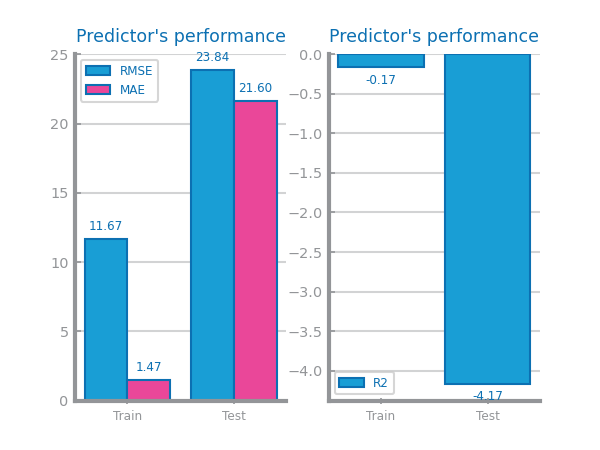 Predictor's performance
25
20
15
10
5
0
RMSE
MAE
11.67
1.47
23.84
21.60
Train
Test
Predictor's performance
0.0
−0.5
−1.0
−1.5
−2.0
−2.5
−3.0
−3.5
−4.0
-0.17
-4.17
R2
Train
Test